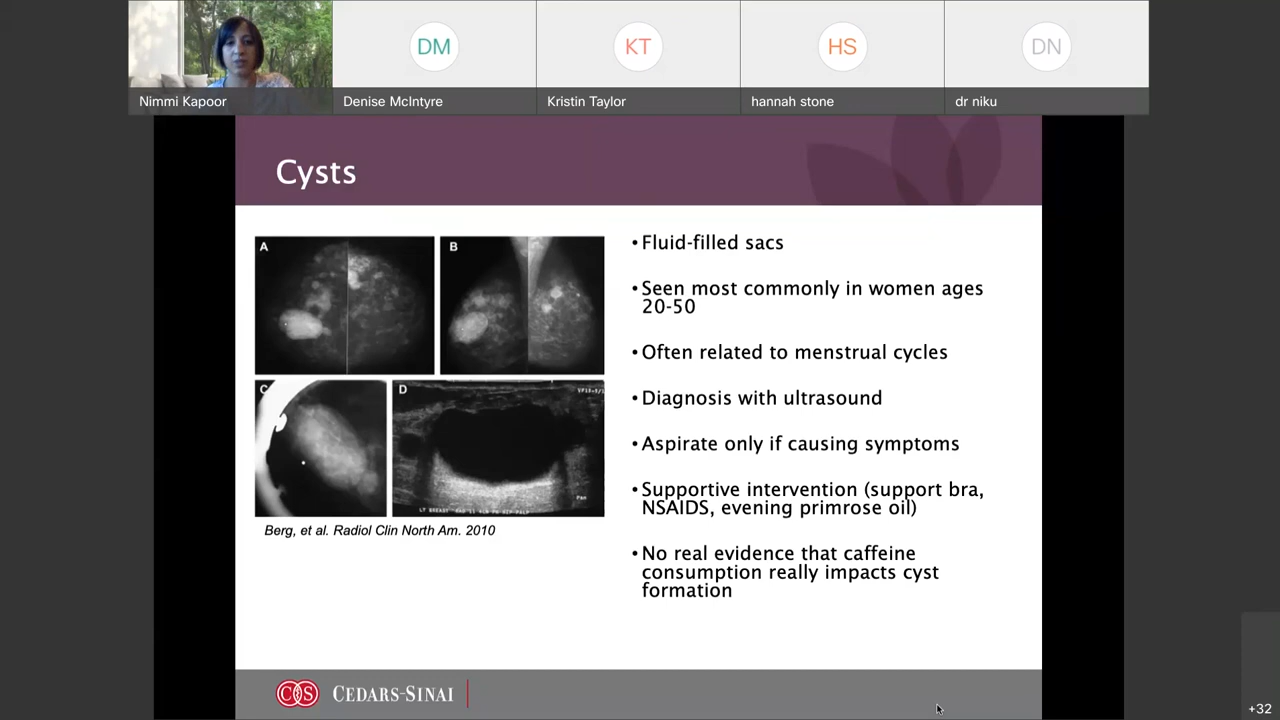 DM
KT
HS
DN
Nimmi Kapoor
Denise McIntyre
Kristin Taylor
hannah stone
dr niku
Cysts
A
B
C
D
Pan
Berg, et al. Radiol Clin North Am. 2010
•Fluid-filled sacs
•Seen most commonly in women ages
20-50
•Often related to menstrual cycles
•Diagnosis with ultrasound
•Aspirate only if causing symptoms
•Supportive intervention (support bra,
NSAIDS, evening primrose oil)
•No real evidence that caffeine
consumption really impacts cyst
formation
CEDARS-SINAI
+32